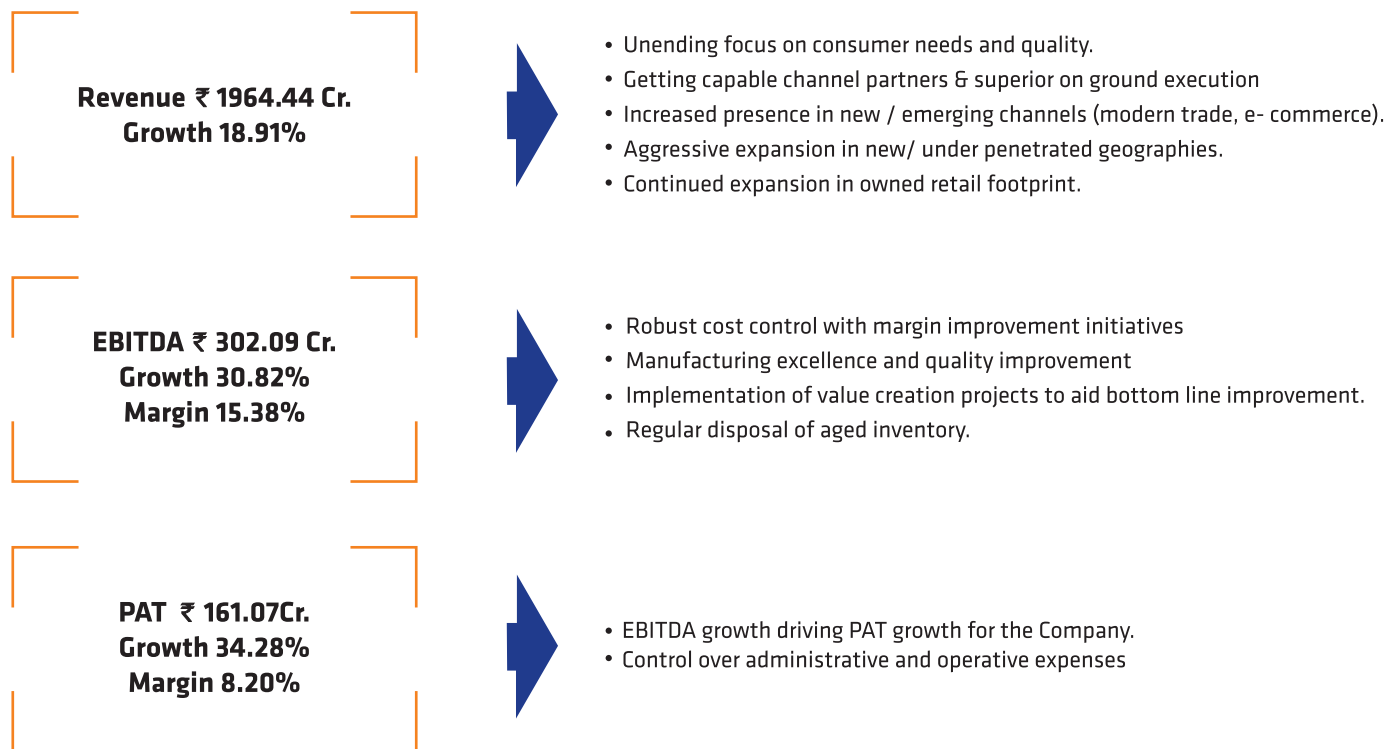 Revenue ₹ 1964.44 Cr.
Growth 18.91%
• Unending focus on consumer needs and quality.
• Getting capable channel partners & superior on ground execution
• Increased presence in new / emerging channels (modern trade, e- commerce).
• Aggressive expansion in new/ under penetrated geographies.
• Continued expansion in owned retail footprint.
EBITDA ₹ 302.09 Cr.
Growth 30.82%
Margin 15.38%
• Robust cost control with margin improvement initiatives
• Manufacturing excellence and quality improvement
• Implementation of value creation projects to aid bottom line improvement.
• Regular disposal of aged inventory.
PAT ₹ 161.07Cr.
Growth 34.28%
Margin 8.20%
• EBITDA growth driving PAT growth for the Company.
• Control over administrative and operative expenses